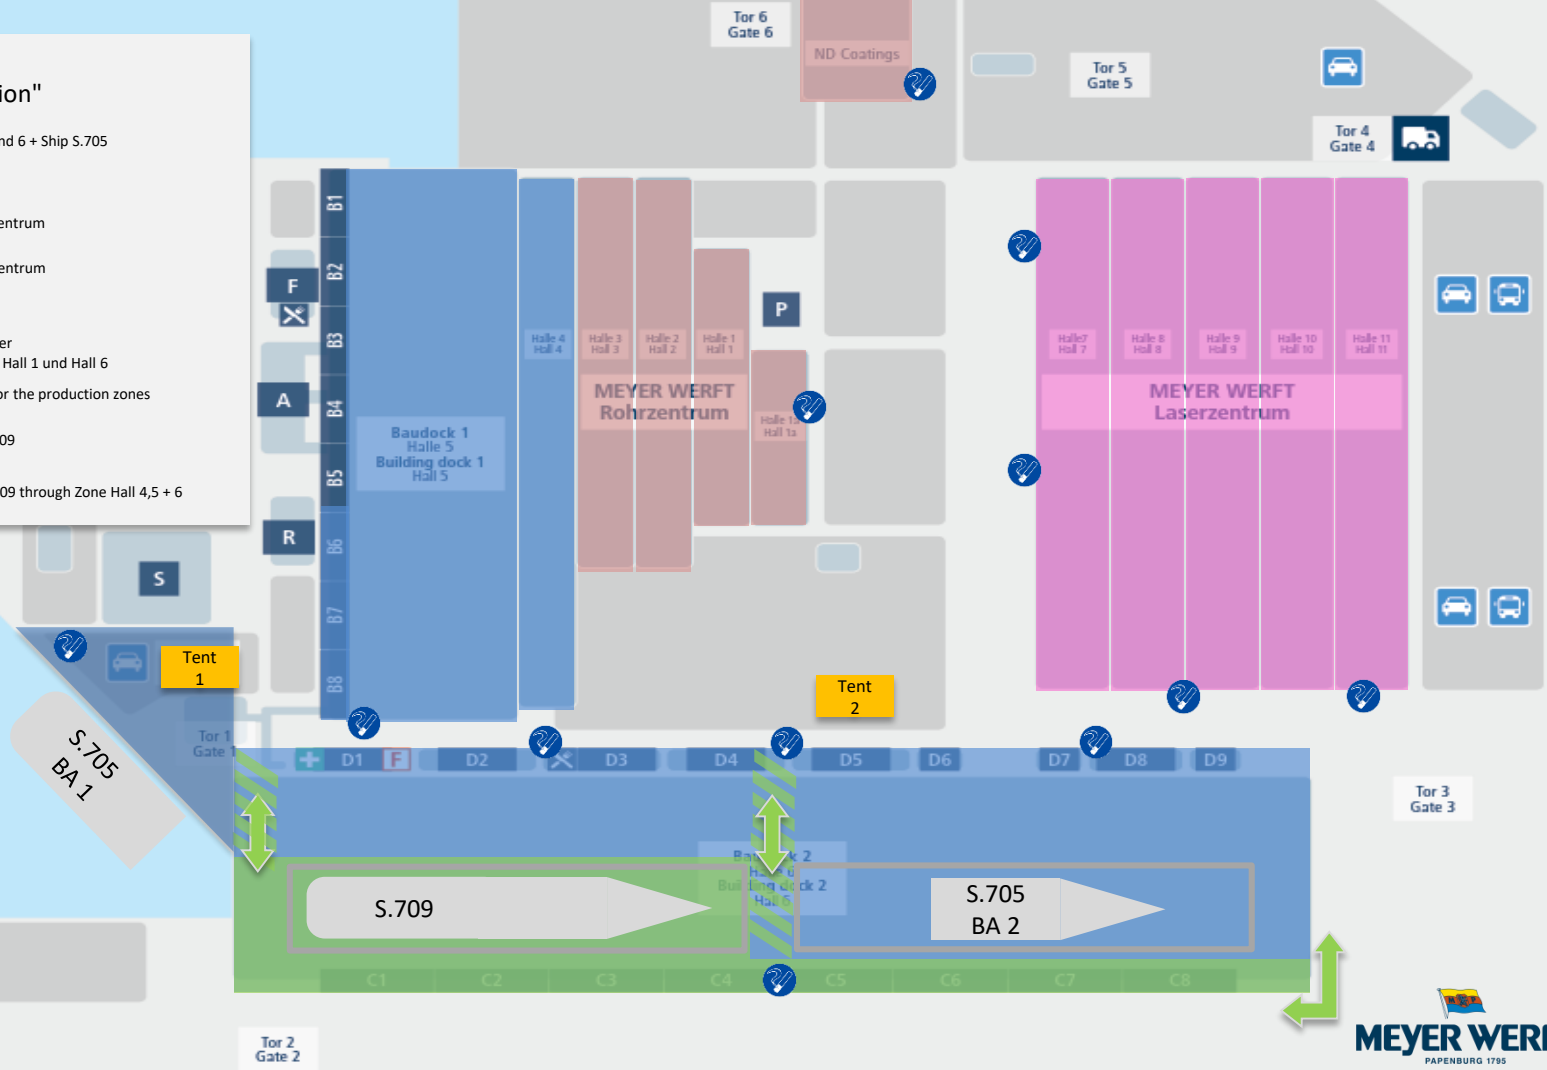 Tor 6
Gate 6
ND Coatings
Tor 5
Gate 5
Tor 4
Gate 4
ion"
nd 6 + Ship S.705
zentrum
zentrum
er
Hall 1 und Hall 6
or the production zones
09
09 through Zone Hall 4,5 + 6
B1
B2
B3
B4
B5
B6
B7
B8
F
A
R
S
P
Halle 4
Hall 4
Halle 3
Hall 3
Halle 2
Hall 2
Halle 1
Hall 1
MEYER WERFT
Rohrzentrum
Halle 1a
Hall 1a
Baudock 1
Halle 5
Building dock 1
Hall 5
Halle7
Hall 7
Halle 8
Hall 8
Halle 9
Hall 9
Halle 10
Hall 10
Halle 11
Hall 11
MEYER WERFT
Laserzentrum
Tent
1
Tent
2
Tor 1
Gate 1
S.705
BA 1
D1
F
D2
D3
D4
D5
D6
D7
D8
D9
Tor 3
Gate 3
Building dock 2
Hall 6
S.709
S.705
BA 2
C1
C2
C3
C4
C5
C6
C7
C8
Tor 2
Gate 2
MEYER WERF
PAPENBURG 1795